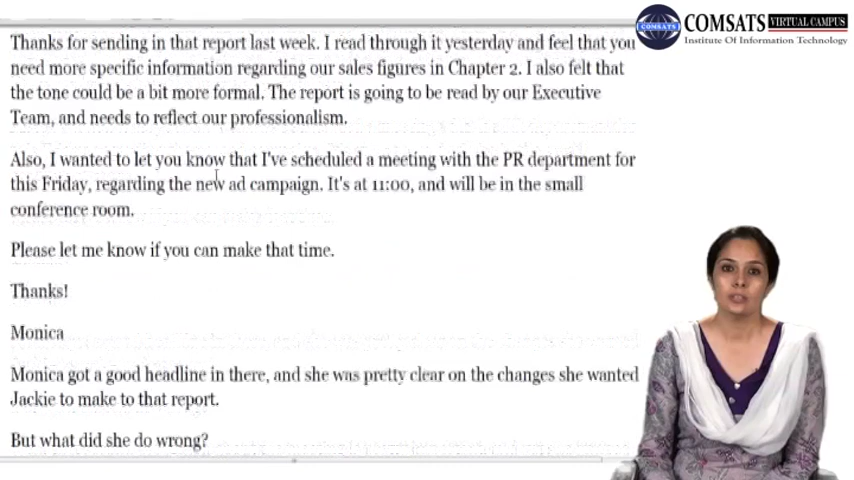 COMSATS VIRTUAL CAMPUS
Institute Of Information Technology
COMSATS
Thanks for sending in that report last week. I read through it yesterday and feel that you
need more specific information regarding our sales figures in Chapter 2. I also felt that
the tone could be a bit more formal. The report is going to be read by our Executive
Team, and needs to reflect our professionalism.
Also, I wanted to let you know that I've scheduled a meeting with the PR department for
this Friday, regarding the new ad campaign. It's at 11:00, and will be in the small
conference room.
Please let me know if you can make that time.
Thanks!
Monica
Monica got a good headline in there, and she was pretty clear on the changes she wanted
Jackie to make to that report.
But what did she do wrong?